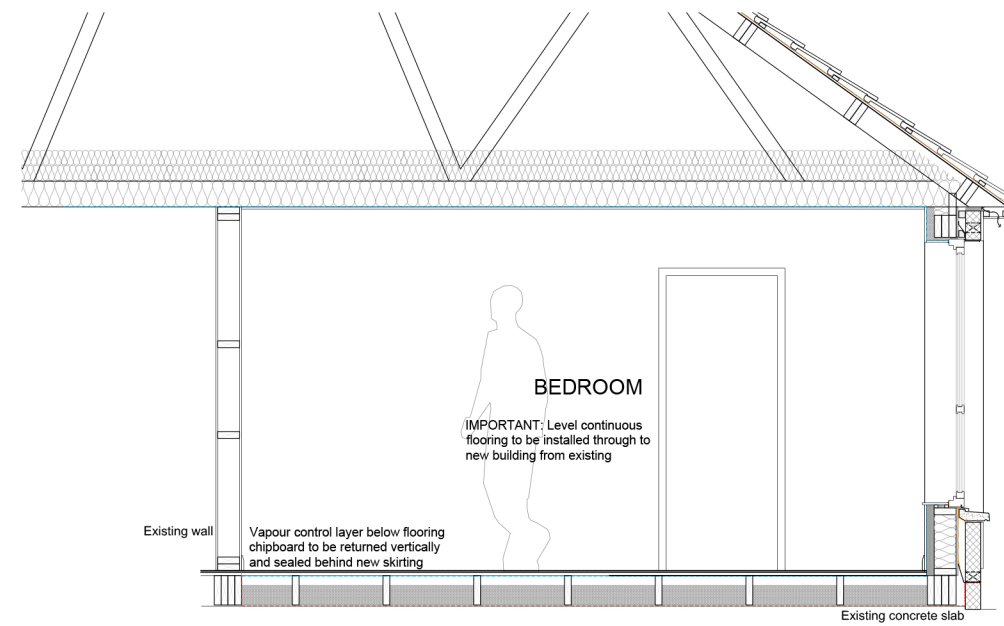 BEDROOM
IMPORTANT: Level continuous
flooring to be installed through to
new building from existing
Existing wall
Vapour control layer below flooring
chipboard to be returned vertically
and sealed behind new skirting
Existing concrete slab